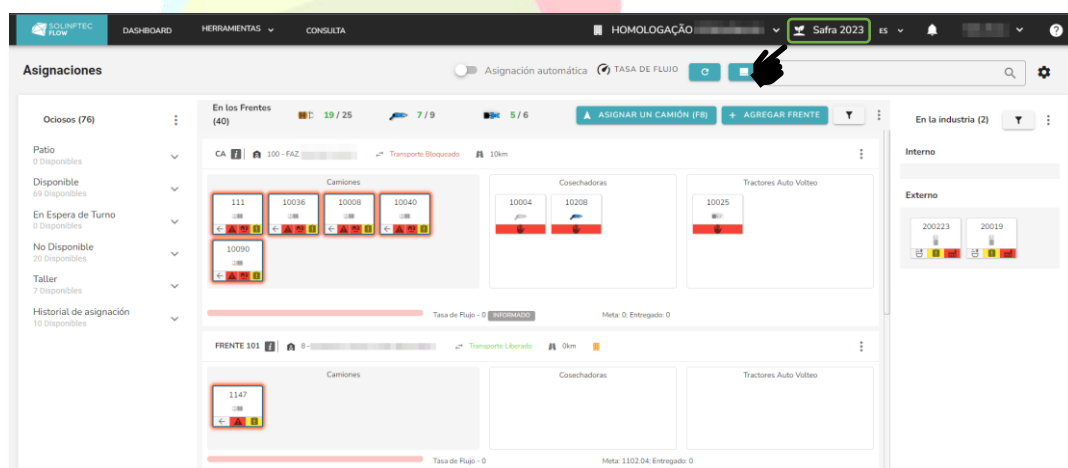 SOLINFTEC FLOW
DASHBOARD
HERRAMIENTAS
CONSULTA
HOMOLOGAÇÃO
Safra 2023
ES
Asignaciones
Asignación automática
TASA DE FLUJO
Ociosos (76)
Patio
0 Disponibles
Disponible
69 Disponibles
En Espera de Turno
0 Disponibles
No Disponible
20 Disponibles
Taller
7 Disponibles
Historial de asignación
10 Disponibles
En los Frentes
(40)
19 / 25
7 / 9
5 / 6
ASIGNAR UN CAMIÓN (F8)
+ AGREGAR FRENTE
CA
100 - FAZ.
Transporte Bloqueado
10km
Camiones
111
10036
10008
10040
10090
Cosechadoras
10004
10208
Tractores Auto Volteo
10025
Tasa de Flujo - 0
INFORMADO
Meta: 0; Entregado: 0
FRENTE 101
8 -
Transporte Liberado
0km
Camiones
1147
Cosechadoras
Tractores Auto Volteo
Tasa de Flujo - 0
Meta: 1102.04; Entregado: 0
En la industria (2)
Interno
Externo
200223
20019